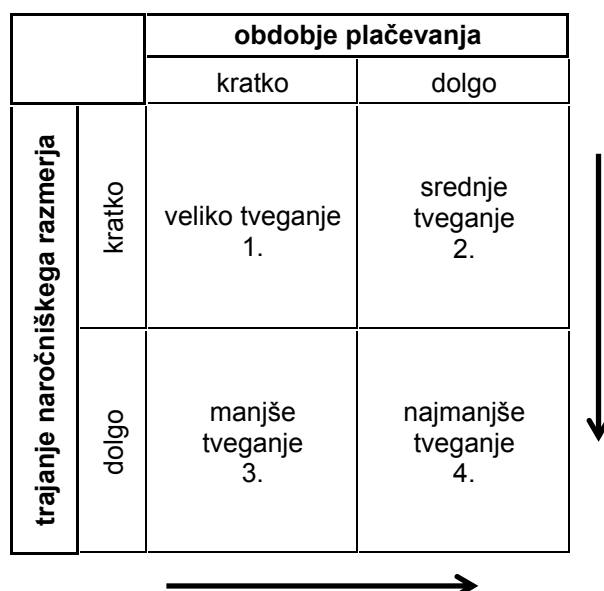 obdobje plačevanja
kratko
dolgo
trajanje naročniškega razmerja
kratko
veliko tveganje
1.
srednje
tveganje
2.
dolgo
manjše
tveganje
3.
najmanjše
tveganje
4.